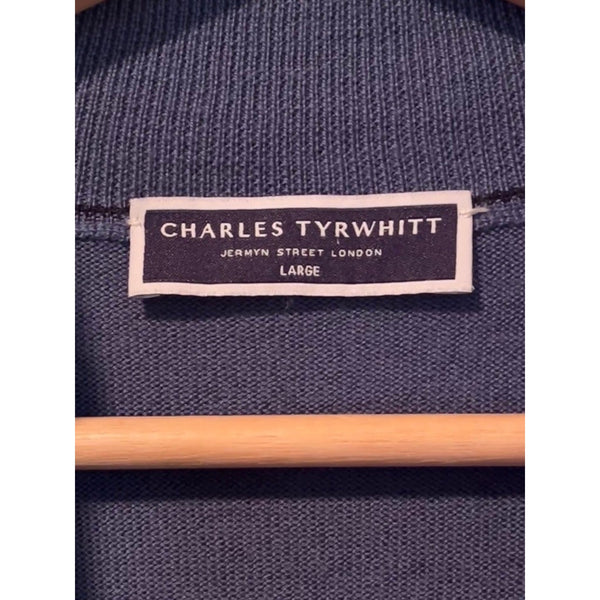 CHARLES TYRWHITT
JERMYN STREET LONDON
LARGE